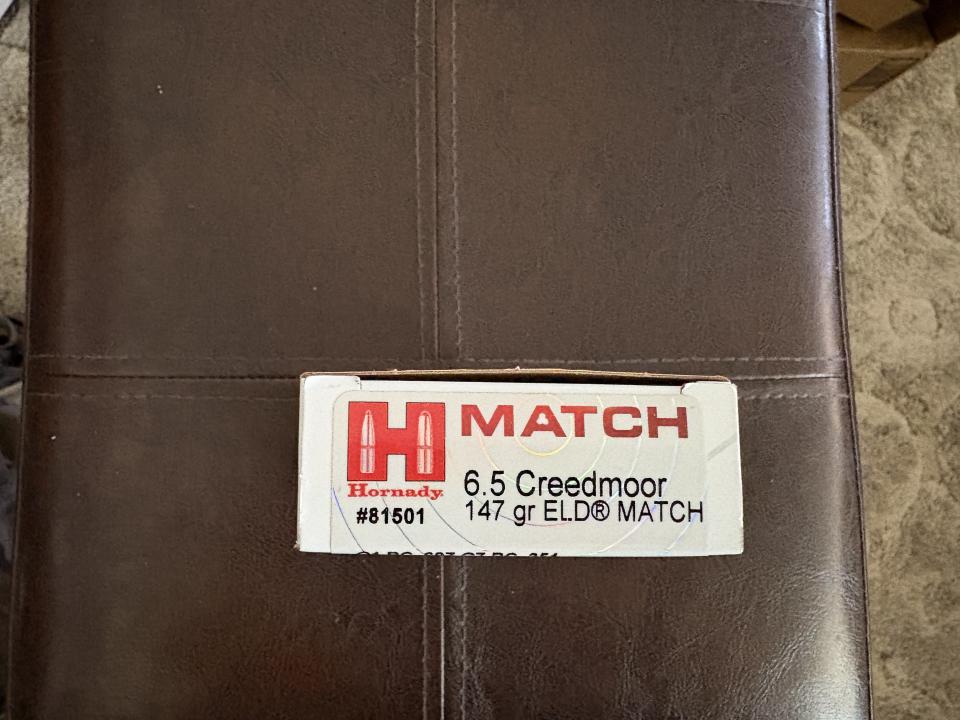 MATCH
Hornady
#81501
6.5 Creedmoor
147 gr ELD® MATCH